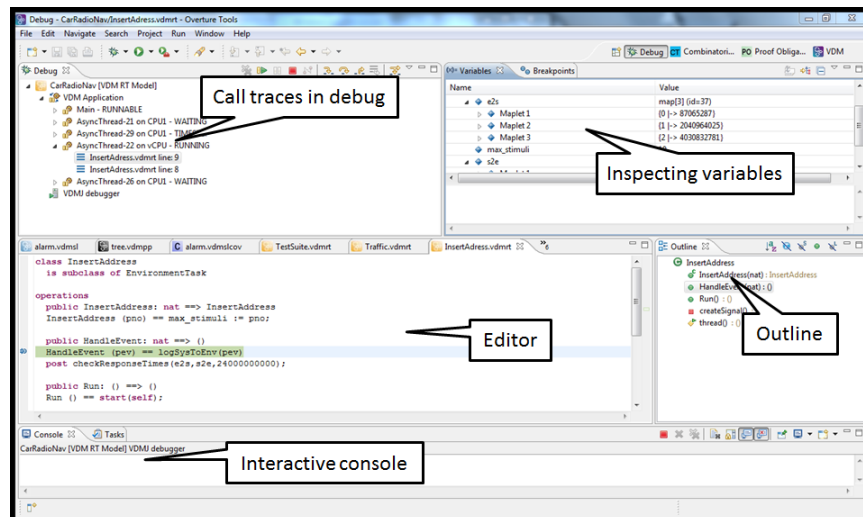 Debug - CarRadioNav/InsertAdress.vdmrt - Overture Tools
File Edit Navigate Search Project Run Window Help
Debug CT Combinatori... PO Proof Obliga... VDM
Debug
CarRadioNav [VDM RT Model]
VDM Application
Main - RUNNABLE
AsyncThread-21 on CPU1 - WAITING
AsyncThread-29 on CPU1 -
AsyncThread-22 on vCPU - RUNNING
InsertAdress.vdmrt line: 9
InsertAdress.vdmrt line: 8
AsyncThread-26 on CPU1 - WAITING
VDMJ debugger
Call traces in debug
(x)= Variables Breakpoints
Name Value
e2s map[3] (id=37)
Maplet 1 {0 |-> 87065287}
Maplet 2 {1 |-> 2040964025}
Maplet 3 {2 |-> 4030832781}
max_stimuli
s2e
Inspecting variables
alarm.vdmsl tree.vdmpp alarm.vdmslcov TestSuite.vdmrt Traffic.vdmrt InsertAdress.vdmrt »6
class InsertAddress
is subclass of EnvironmentTask
operations
public InsertAddress: nat ==> InsertAddress
InsertAddress (pno) == max_stimuli := pno;
public HandleEvent: nat ==> ()
HandleEvent (pev) == logSysToEnv(pev)
post checkResponseTimes(e2s,s2e,24000000000);
public Run: () ==> ()
Run () == start(self);
Editor
Outline
InsertAddress
InsertAddress(nat) : InsertAddress
HandleEvent(nat) : ()
Run() : ()
createSignal()
thread() : ()
Outline
Console Tasks
CarRadioNav [VDM RT Model] VDMJ debugger
Interactive console